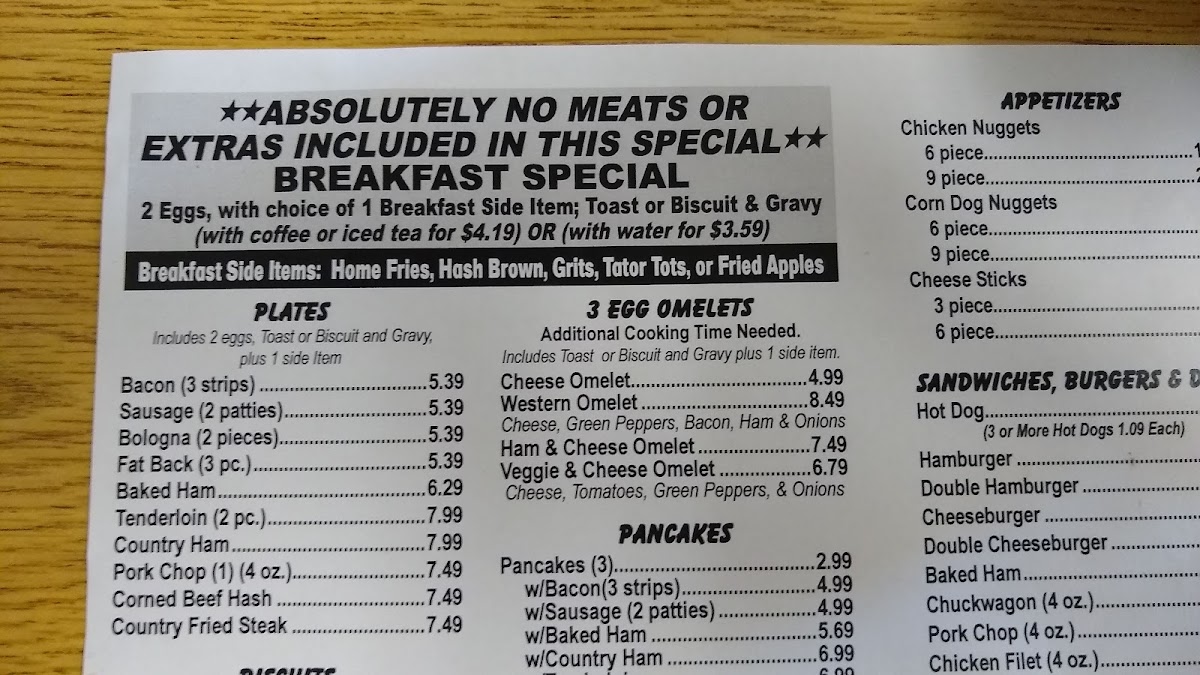 ★★ABSOLUTELY NO MEATS OR
EXTRAS INCLUDED IN THIS SPECIAL★★
BREAKFAST SPECIAL
2 Eggs, with choice of 1 Breakfast Side Item; Toast or Biscuit & Gravy
(with coffee or iced tea for $4.19) OR (with water for $3.59)
Breakfast Side Items: Home Fries, Hash Brown, Grits, Tator Tots, or Fried Apples
PLATES
Includes 2 eggs, Toast or Biscuit and Gravy,
plus 1 side Item
Bacon (3 strips) ............................5.39
Sausage (2 patties)........................5.39
Bologna (2 pieces).........................5.39
Fat Back (3 pc.).............................5.39
Baked Ham...................................6.29
Tenderloin (2 pc.)...........................7.99
Country Ham.................................7.99
Pork Chop (1) (4 oz.)......................7.49
Corned Beef Hash .........................7.49
Country Fried Steak .......................7.49
BISCUITS
3 EGG OMELETS
Additional Cooking Time Needed.
Includes Toast or Biscuit and Gravy plus 1 side item.
Cheese Omelet.............................4.99
Western Omelet ............................8.49
Cheese, Green Peppers, Bacon, Ham & Onions
Ham & Cheese Omelet...................7.49
Veggie & Cheese Omelet ...............6.79
Cheese, Tomatoes, Green Peppers, & Onions
PANCAKES
Pancakes (3).................................2.99
w/Bacon(3 strips)......................4.99
w/Sausage (2 patties)................4.99
w/Baked Ham ...........................5.69
w/Country Ham .........................6.99
APPETIZERS
Chicken Nuggets
6 piece...................................
9 piece...................................
Corn Dog Nuggets
6 piece...................................
9 piece...................................
Cheese Sticks
3 piece...................................
6 piece...................................
SANDWICHES, BURGERS &
Hot Dog....................................
(3 or More Hot Dogs 1.09 Each)
Hamburger ...............................
Double Hamburger ...................
Cheeseburger ..........................
Double Cheeseburger ...............
Baked Ham..............................
Chuckwagon (4 oz.)..................
Pork Chop (4 oz.).....................
Chicken Filet (4 oz.)..................